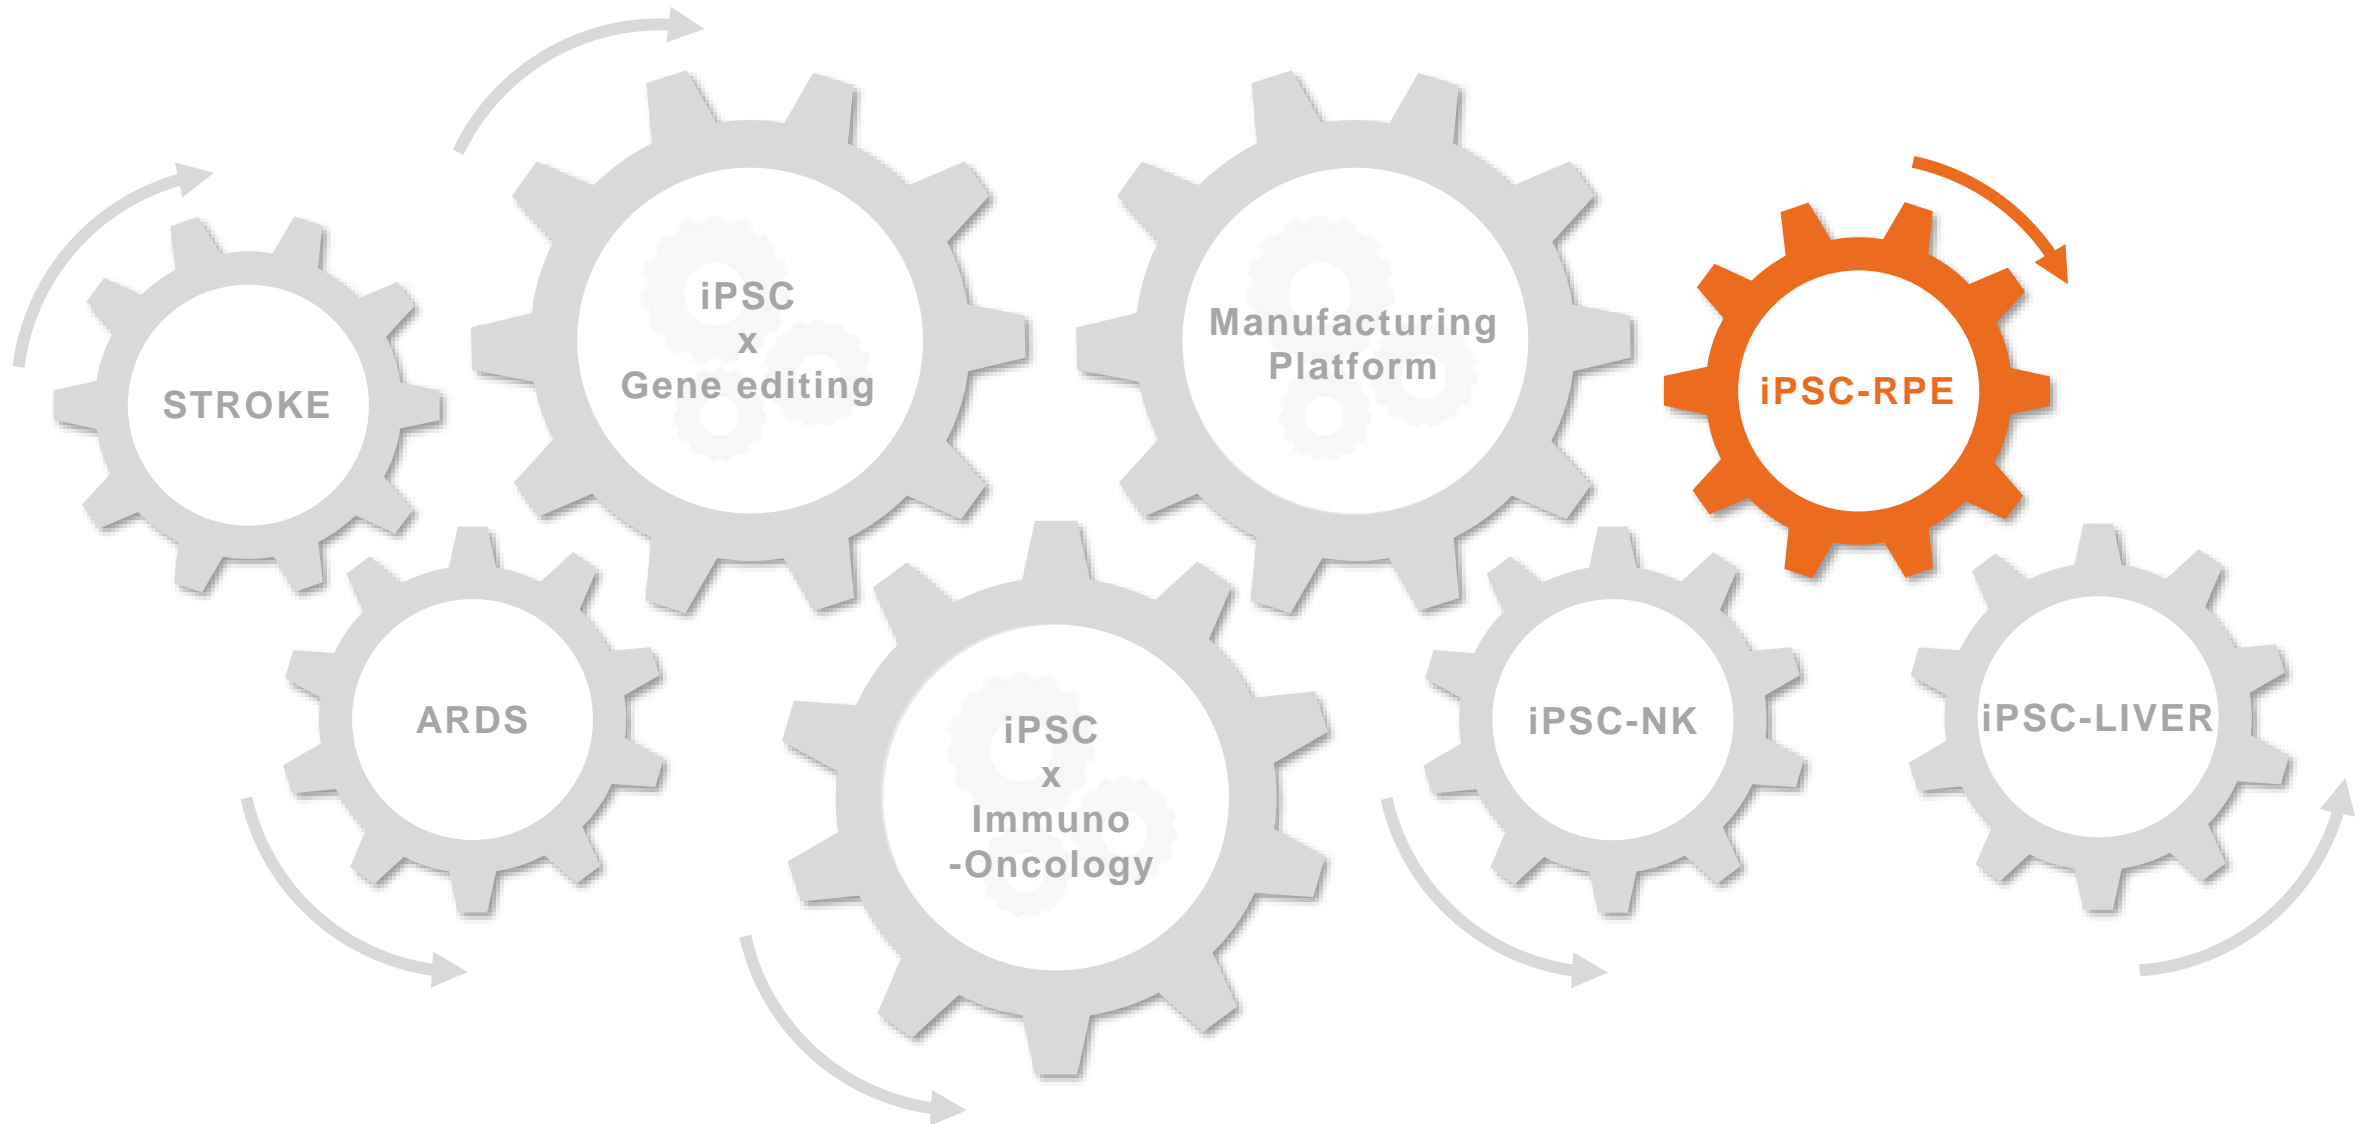 STROKE
iPSC
x
Gene editing
Manufacturing
Platform
iPSC-RPE
ARDS
iPSC
x
Immuno
-Oncology
iPSC-NK
iPSC-LIVER